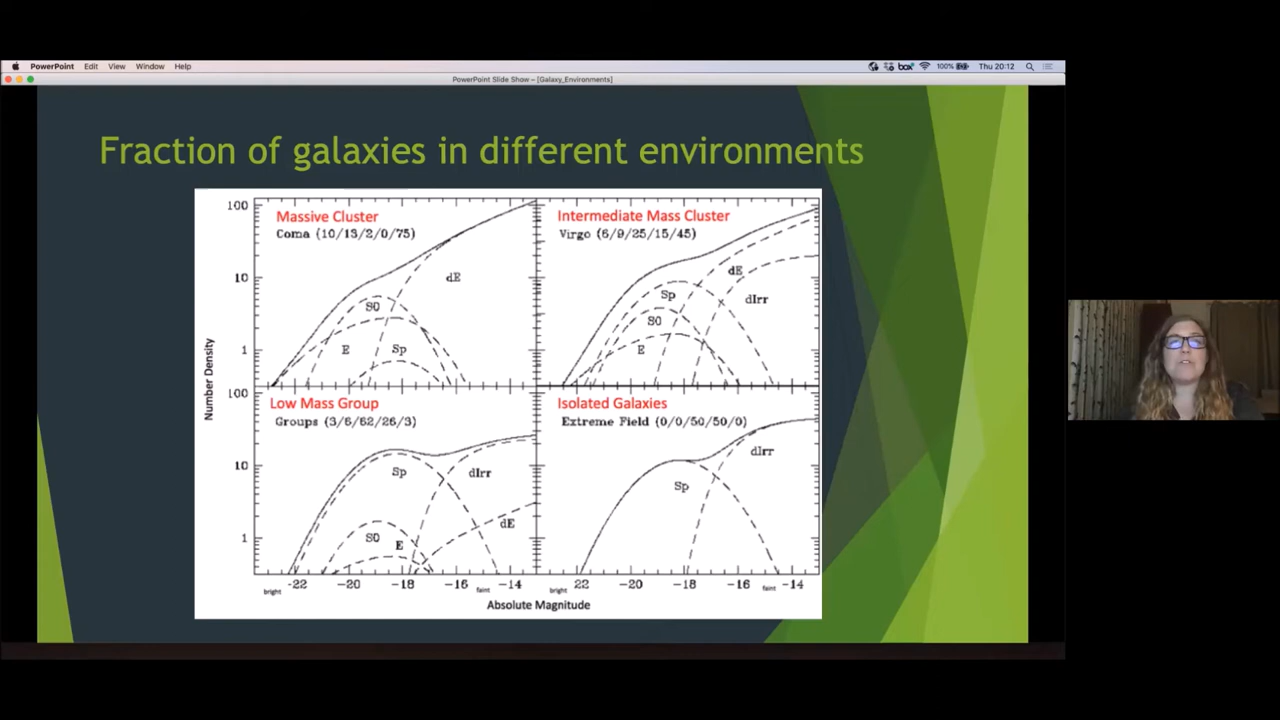 PowerPoint Edit View Window Help
100% Thu 20:12
PowerPoint Slide Show – [Galaxy_Environments]
Fraction of galaxies in different environments
Number Density
100
10
1
Massive Cluster
Coma (10/13/2/0/75)
dE
S0
E
Sp
Intermediate Mass Cluster
Virgo (6/9/25/15/45)
dE
Sp
dIrr
S0
E
100
10
1
Low Mass Group
Groups (3/6/62/26/3)
Sp
dIrr
dE
S0
E
Isolated Galaxies
Extreme Field (0/0/50/50/0)
dIrr
Sp
-22 -20 -18 -16 -14
22 -20 -18 -16 -14
bright faint bright faint
Absolute Magnitude
box